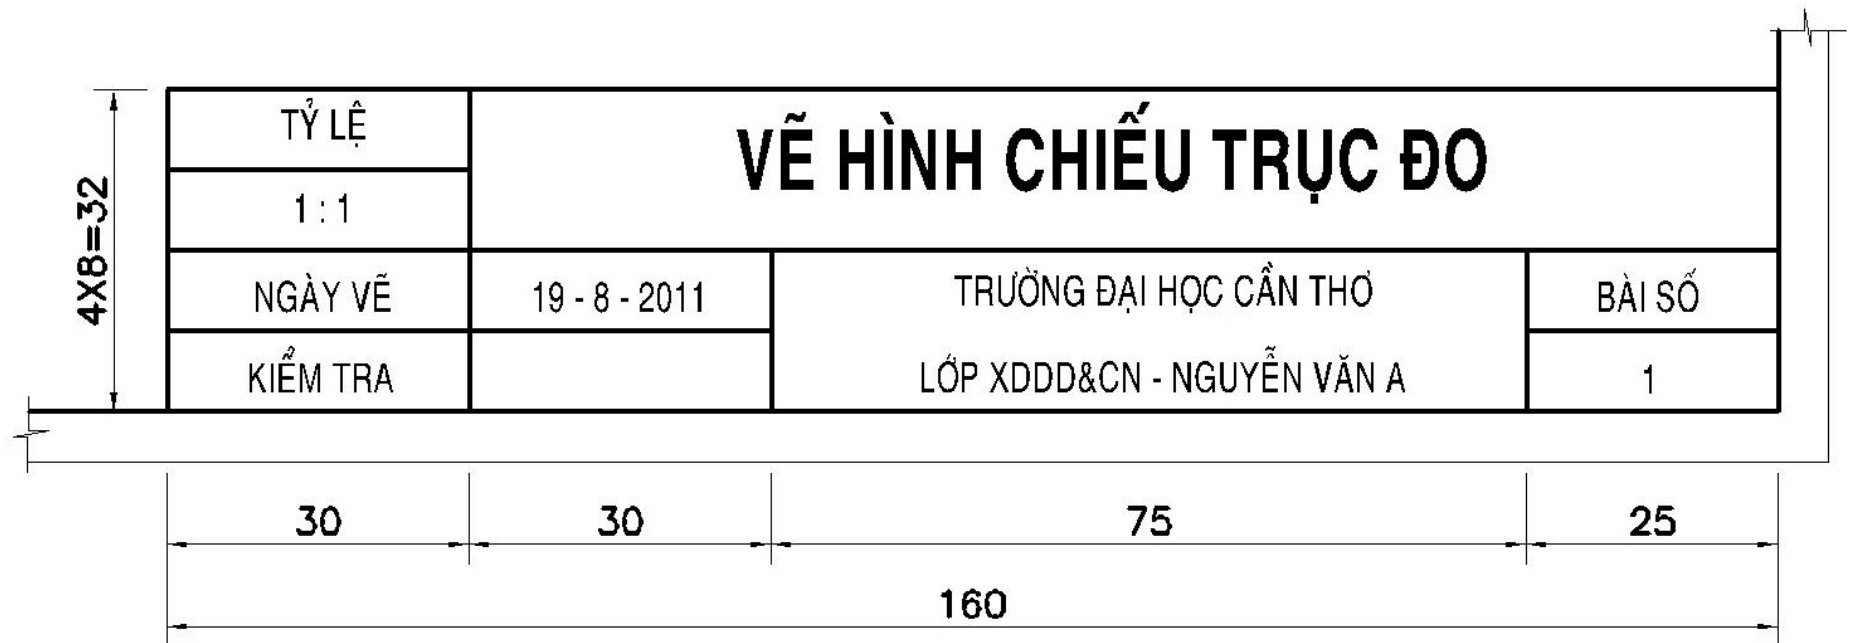 TỶ LỆ
VẼ HÌNH CHIẾU TRỤC ĐO
1 : 1
NGÀY VẼ
19 - 8 - 2011
TRƯỜNG ĐẠI HỌC CẦN THƠ
BÀI SỐ
KIỂM TRA
LỚP XDDD&CN - NGUYỄN VĂN A
1
4X8=32
30
30
75
25
160